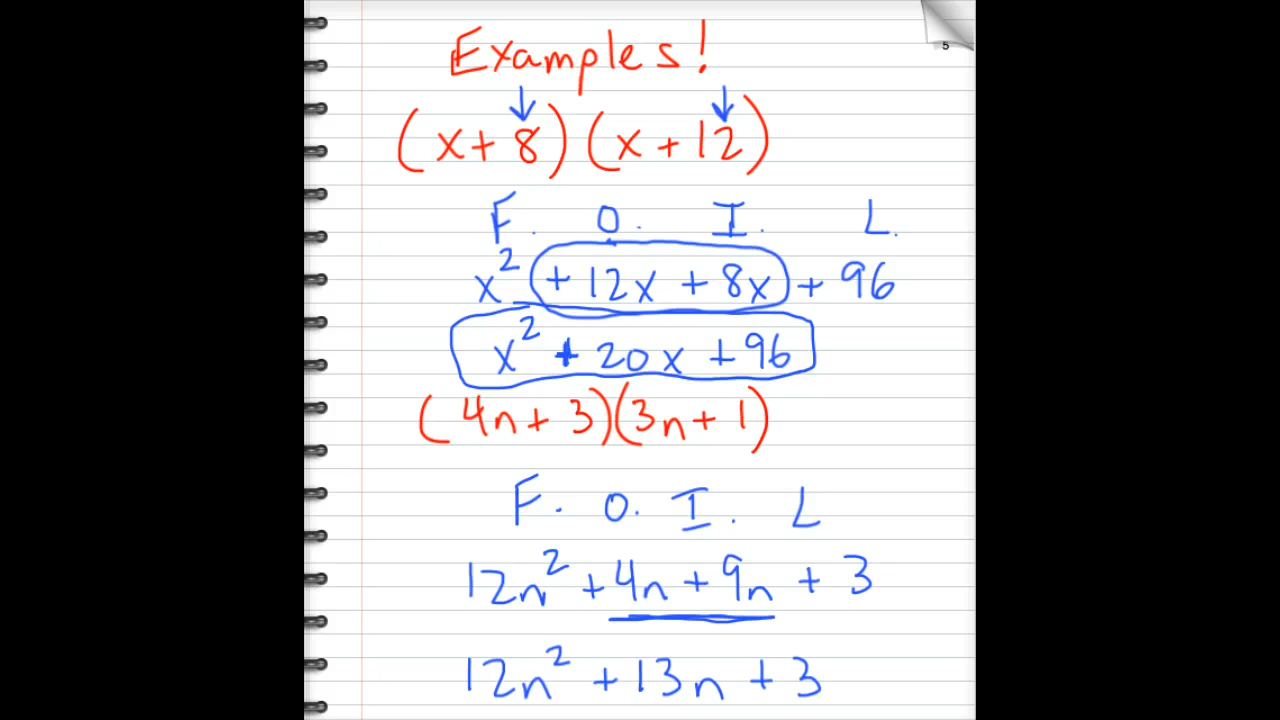 5
Examples!
(x + 8)(x + 12)
F. O. I. L.
x² + 12x + 8x + 96
x² + 20x + 96
(4n + 3)(3n + 1)
F. O. I. L
12n² + 4n + 9n + 3
12n² + 13n + 3